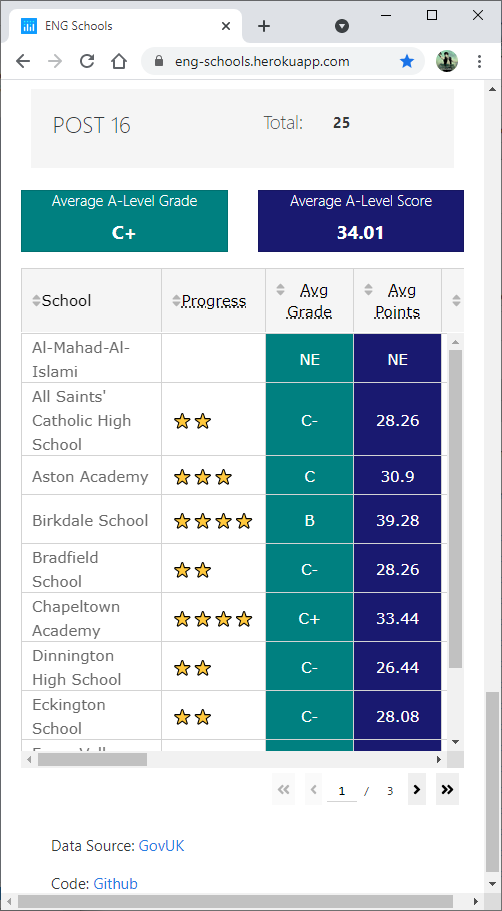 ENG Schools
eng-schools.herokuapp.com
POST 16 Total: 25
Average A-Level Grade Average A-Level Score
C+ 34.01
School Progress Avg Grade Avg Points
Al-Mahad-Al-
Islami NE NE
All Saints'
Catholic High
School C- 28.26
Aston Academy C 30.9
Birkdale School B 39.28
Bradfield
School C- 28.26
Chapeltown
Academy C+ 33.44
Dinnington
High School C- 26.44
Eckington
School C- 28.08
1 / 3
Data Source: GovUK
Code: Github